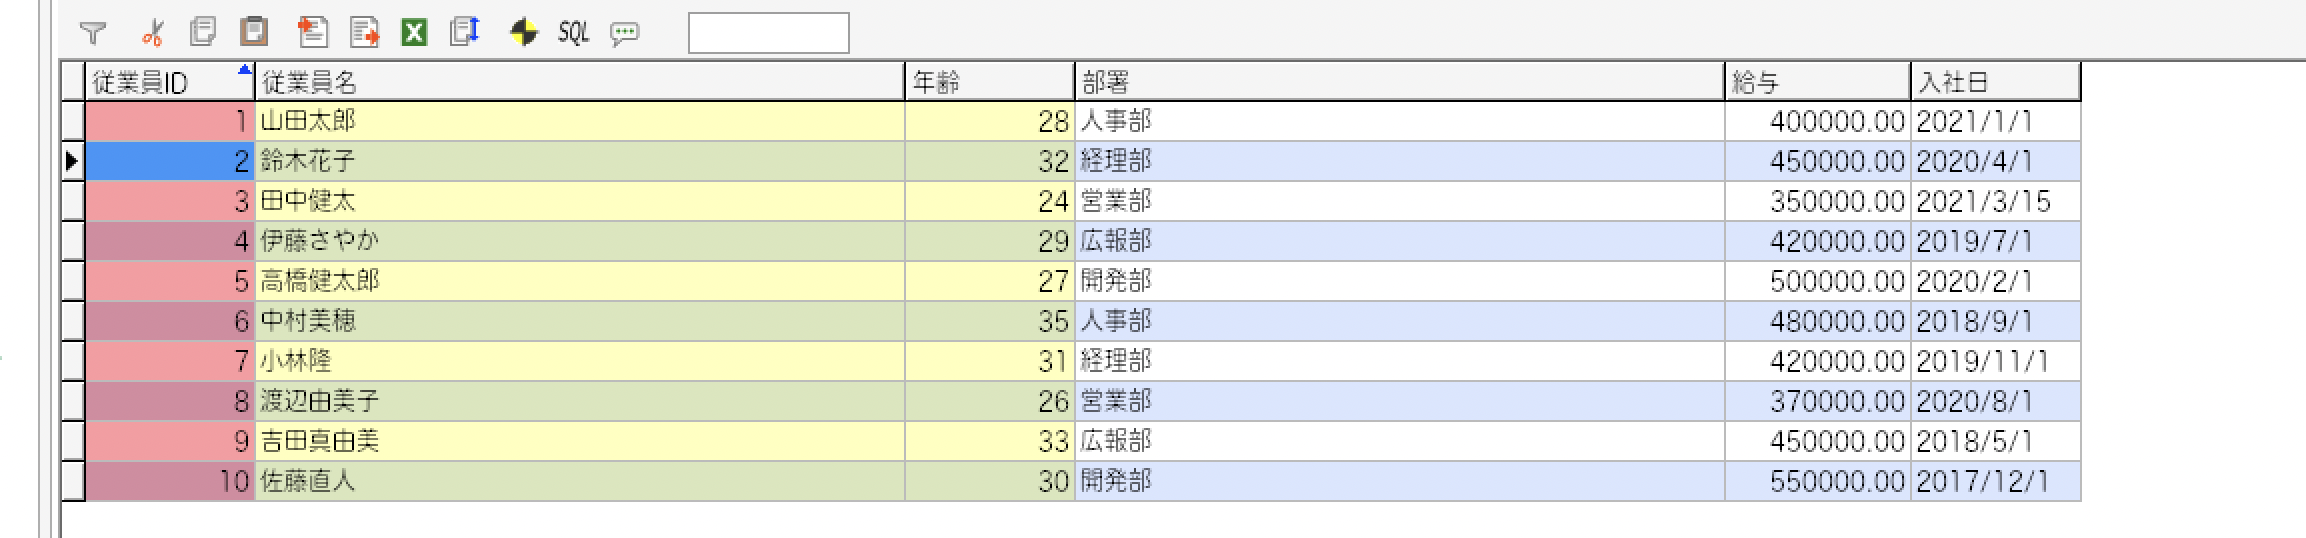 SQL
従業員ID 従業員名 年齢 部署 給与 入社日
1 山田太郎 28 人事部 400000.00 2021/1/1
2 鈴木花子 32 経理部 450000.00 2020/4/1
3 田中健太 24 営業部 350000.00 2021/3/15
4 伊藤さやか 29 広報部 420000.00 2019/7/1
5 高橋健太郎 27 開発部 500000.00 2020/2/1
6 中村美穂 35 人事部 480000.00 2018/9/1
7 小林隆 31 経理部 420000.00 2019/11/1
8 渡辺由美子 26 営業部 370000.00 2020/8/1
9 吉田真由美 33 広報部 450000.00 2018/5/1
10 佐藤直人 30 開発部 550000.00 2017/12/1